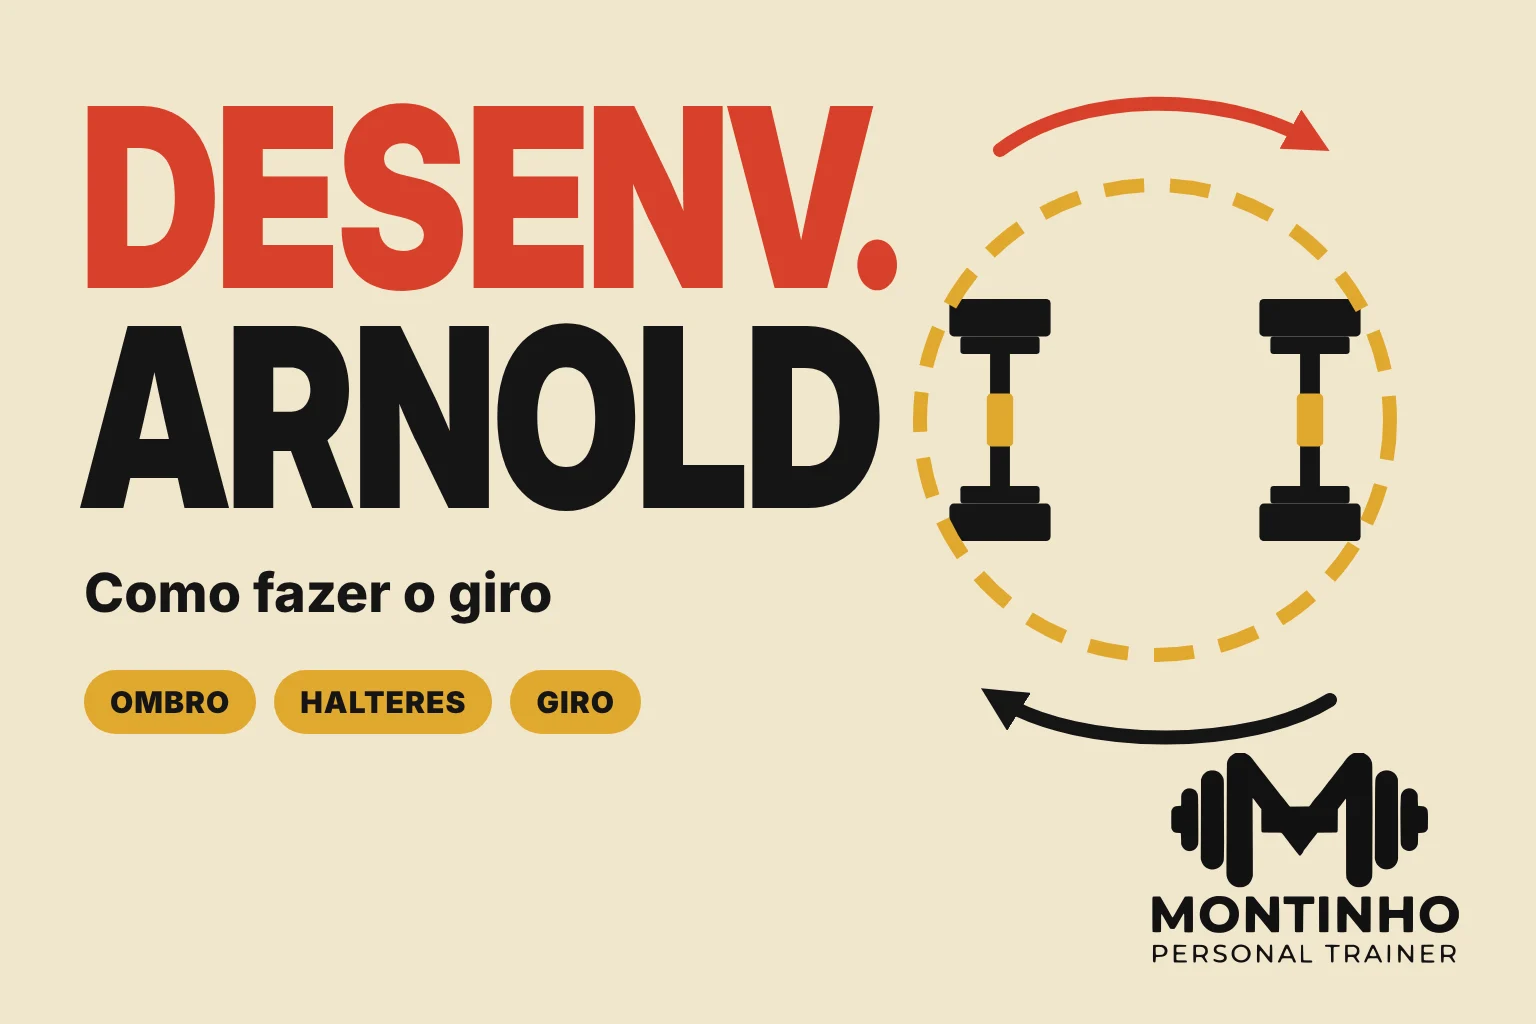 DESENV.
ARNOLD
Como fazer o giro
OMBRO HALTERES GIRO
MONTINHO
PERSONAL TRAINER